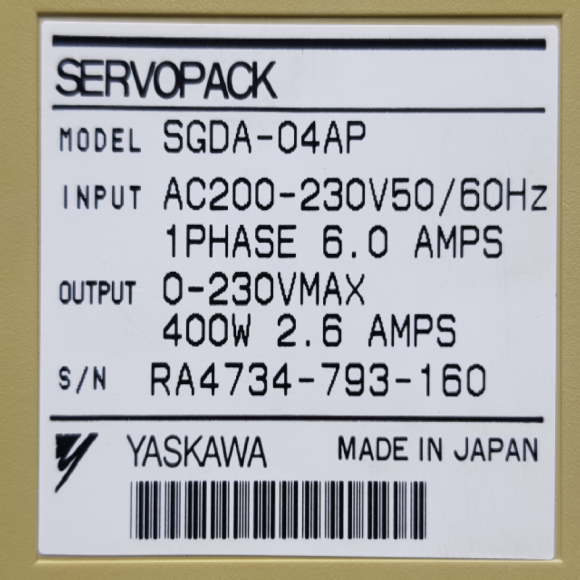 SERVOPACK
MODEL SGDA-04AP
INPUT AC200-230V50/60Hz
1PHASE 6.0 AMPS
OUTPUT 0-230VMAX
400W 2.6 AMPS
S/N RA4734-793-160
YASKAWA MADE IN JAPAN